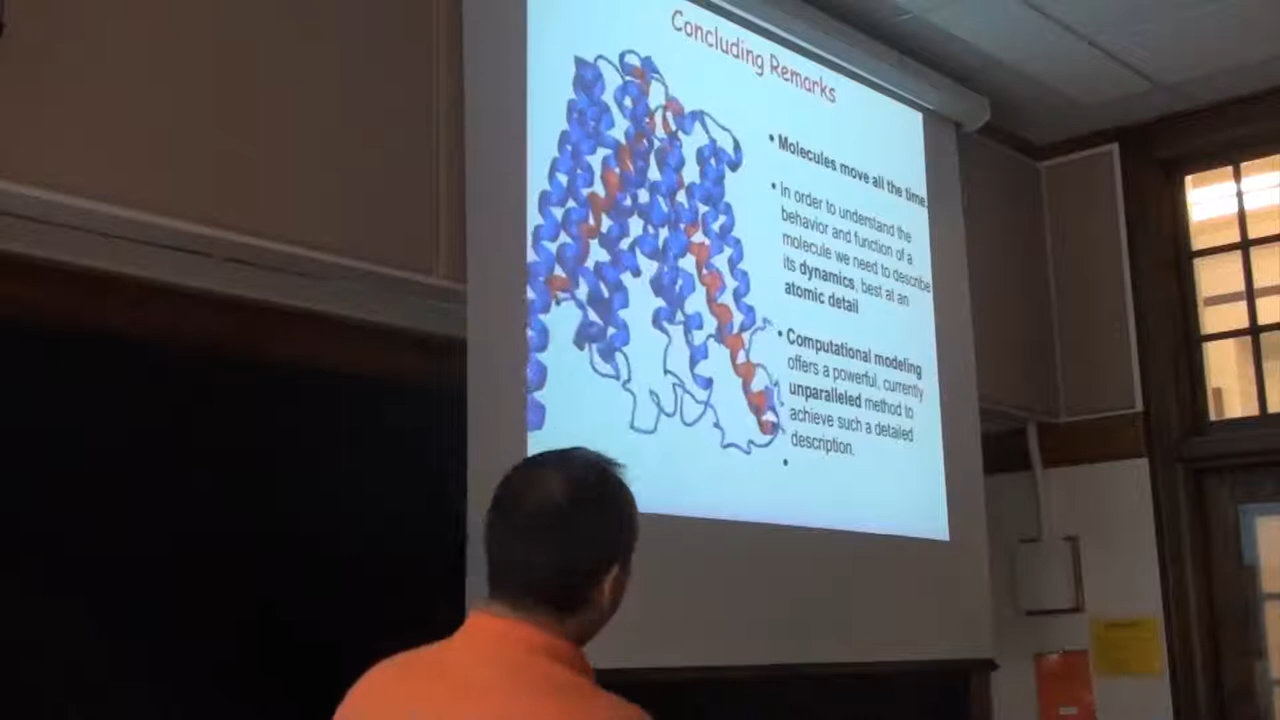 Concluding Remarks
• Molecules move all the time.
• In order to understand the
behavior and function of a
molecule we need to describe
its dynamics, best at an
atomic detail
• Computational modeling
offers a powerful, currently
unparalleled method to
achieve such a detailed
description.
•